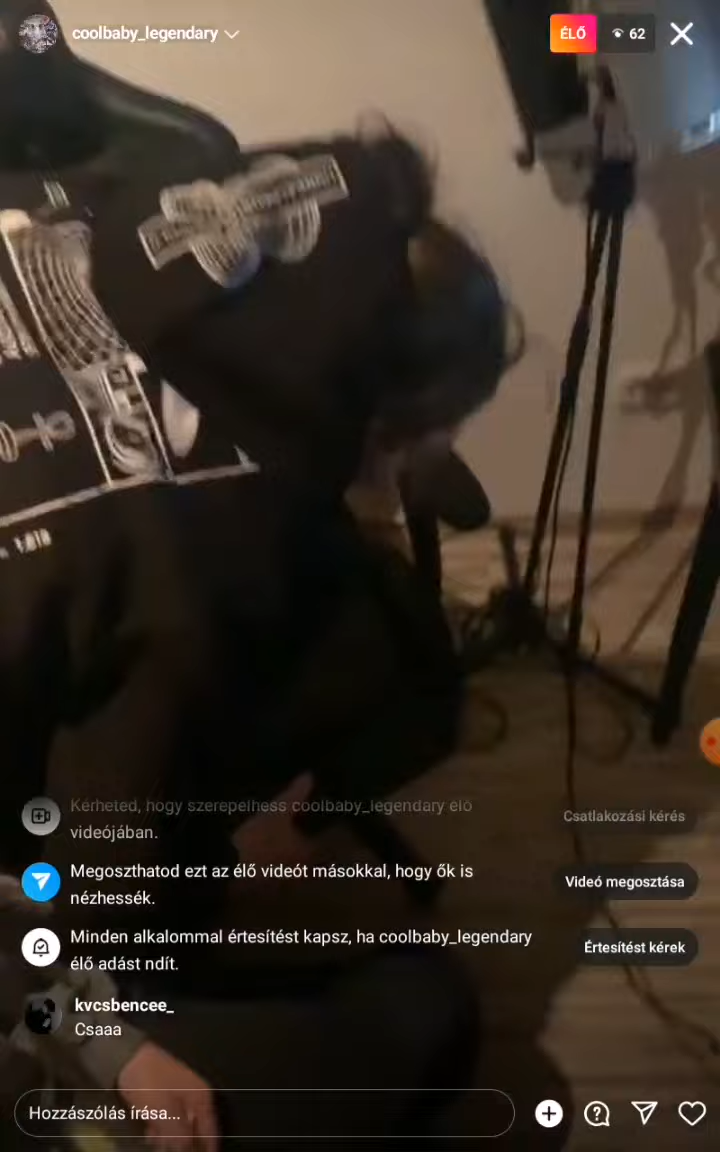 coolbaby_legendary
ÉLŐ
62
Kérheted, hogy szerepelhess coolbaby_legendary élő
videójában.
Csatlakozási kérés
Megoszthatod ezt az élő videót másokkal, hogy ők is
nézhessék.
Videó megosztása
Minden alkalommal értesítést kapsz, ha coolbaby_legendary
élő adást ndít.
Értesítést kérek
kvcsbencee_
Csaaa
Hozzászólás írása...